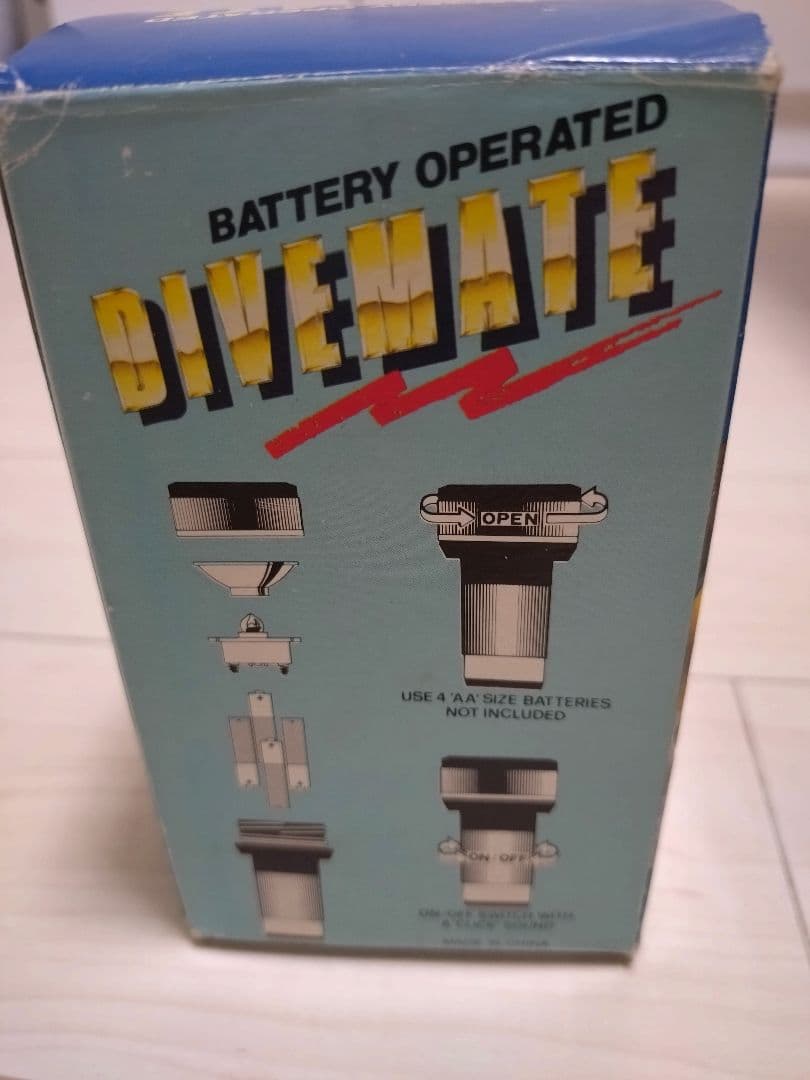 BATTERY OPERATED
DIVEMATE
OPEN
USE 4 'AA' SIZE BATTERIES
NOT INCLUDED
ON / OFF
ON-OFF SWITCH WITH
A 'CLICK' SOUND
MADE IN CHINA